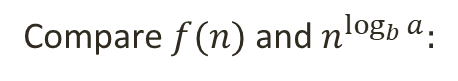 Compare f(n) and n^{log_b a}: